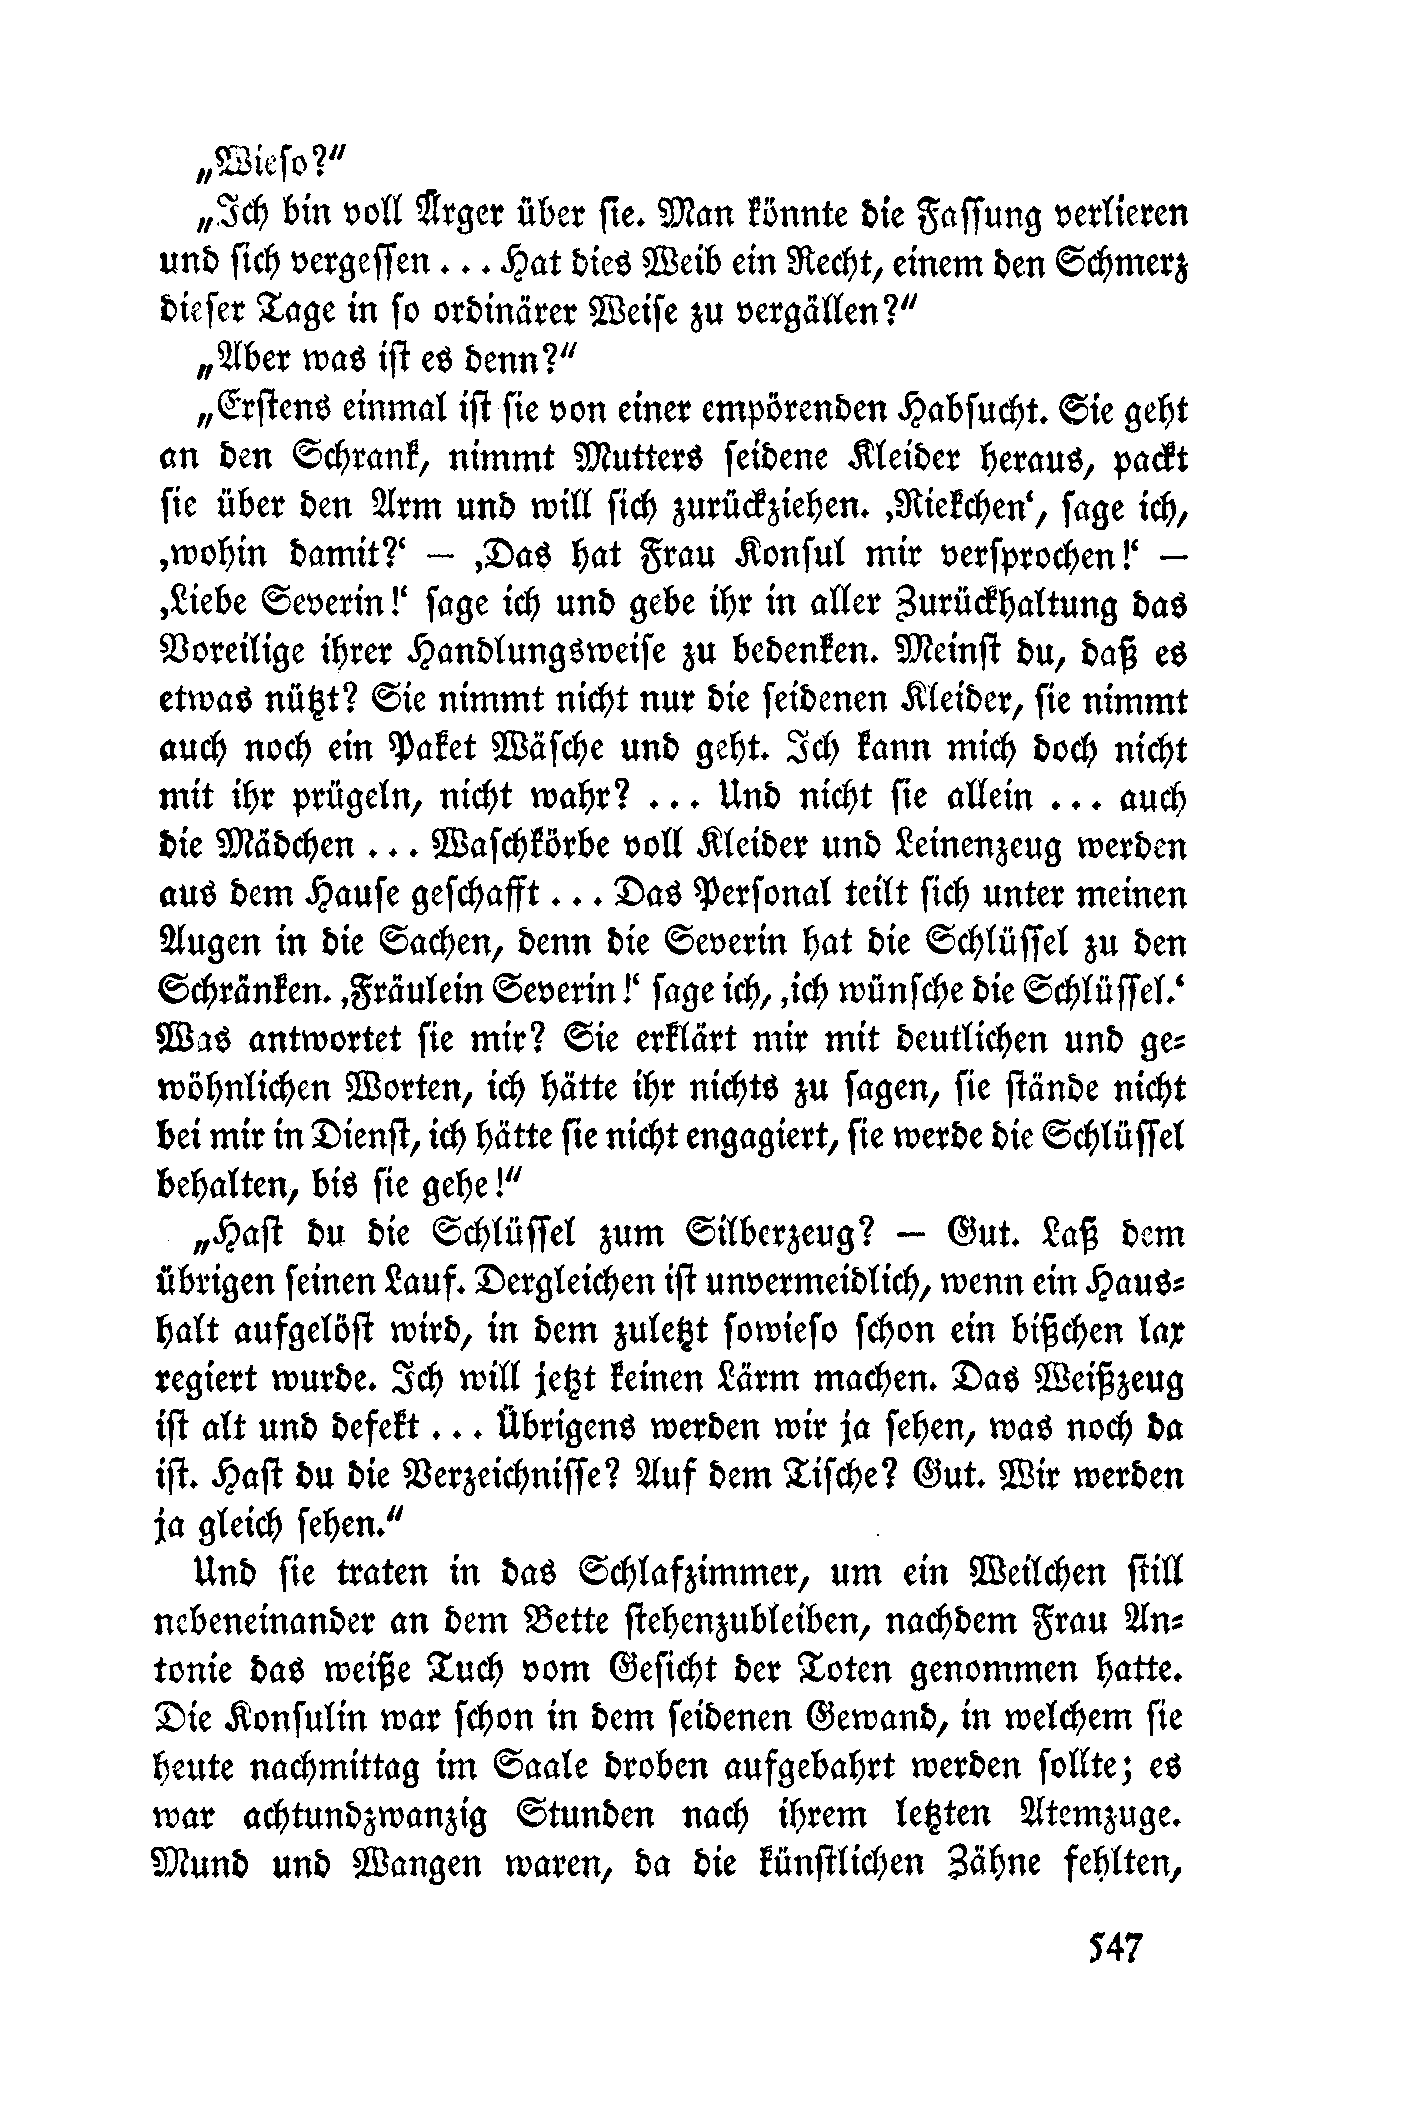 „Wieso?“
„Ich bin voll Ärger über sie. Man könnte die Fassung verlieren
und sich vergessen ... Hat dies Weib ein Recht, einem den Schmerz
dieser Tage in so ordinärer Weise zu vergällen?“
„Aber was ist es denn?“
„Erstens einmal ist sie von einer empörenden Habsucht. Sie geht
an den Schrank, nimmt Mutters seidene Kleider heraus, packt
sie über den Arm und will sich zurückziehen. ‚Riekchen‘, sage ich,
‚wohin damit?‘ — ‚Das hat Frau Konsul mir versprochen!‘ —
‚Liebe Severin!‘ sage ich und gebe ihr in aller Zurückhaltung das
Voreilige ihrer Handlungsweise zu bedenken. Meinst du, daß es
etwas nützt? Sie nimmt nicht nur die seidenen Kleider, sie nimmt
auch noch ein Paket Wäsche und geht. Ich kann mich doch nicht
mit ihr prügeln, nicht wahr? ... Und nicht sie allein ... auch
die Mädchen ... Waschkörbe voll Kleider und Leinenzeug werden
aus dem Hause geschafft ... Das Personal teilt sich unter meinen
Augen in die Sachen, denn die Severin hat die Schlüssel zu den
Schränken. ‚Fräulein Severin!‘ sage ich, ‚ich wünsche die Schlüssel.‘
Was antwortet sie mir? Sie erklärt mir mit deutlichen und ge-
wöhnlichen Worten, ich hätte ihr nichts zu sagen, sie stände nicht
bei mir in Dienst, ich hätte sie nicht engagiert, sie werde die Schlüssel
behalten, bis sie gehe!“
„Hast du die Schlüssel zum Silberzeug? — Gut. Laß dem
übrigen seinen Lauf. Dergleichen ist unvermeidlich, wenn ein Haus-
halt aufgelöst wird, in dem zuletzt sowieso schon ein bißchen lax
regiert wurde. Ich will jetzt keinen Lärm machen. Das Weißzeug
ist alt und defekt ... Übrigens werden wir ja sehen, was noch da
ist. Hast du die Verzeichnisse? Auf dem Tische? Gut. Wir werden
ja gleich sehen.“
Und sie traten in das Schlafzimmer, um ein Weilchen still
nebeneinander an dem Bette stehenzubleiben, nachdem Frau An-
tonie das weiße Tuch vom Gesicht der Toten genommen hatte.
Die Konsulin war schon in dem seidenen Gewand, in welchem sie
heute nachmittag im Saale droben aufgebahrt werden sollte; es
war achtundzwanzig Stunden nach ihrem letzten Atemzuge.
Mund und Wangen waren, da die künstlichen Zähne fehlten,
547